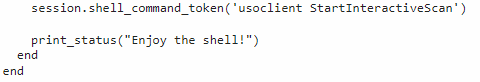 session.shell_command_token('usoclient StartInteractiveScan')
print_status("Enjoy the shell!")
end
end